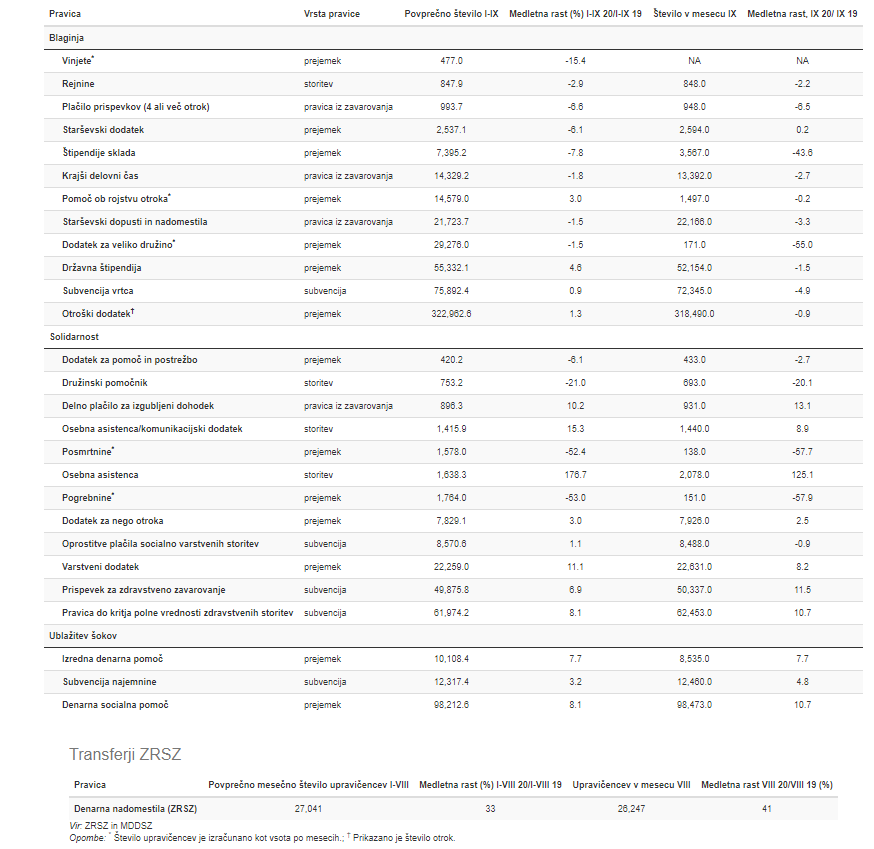 Pravica Vrsta pravice Povprečno število I-IX Medletna rast (%) I-IX 20/I-IX 19 Število v mesecu IX Medletna rast, IX 20/ IX 19
Blaginja
Vinjete* prejemek 477.0 -15.4 NA NA
Rejnine storitev 847.9 -2.9 848.0 -2.2
Plačilo prispevkov (4 ali več otrok) pravica iz zavarovanja 993.7 -6.6 948.0 -6.5
Starševski dodatek prejemek 2,537.1 -6.1 2,594.0 0.2
Štipendije sklada prejemek 7,395.2 -7.8 3,567.0 -43.6
Krajši delovni čas pravica iz zavarovanja 14,329.2 -1.8 13,392.0 -2.7
Pomoč ob rojstvu otroka* prejemek 14,579.0 3.0 1,497.0 -0.2
Starševski dopusti in nadomestila pravica iz zavarovanja 21,723.7 -1.5 22,166.0 -3.3
Dodatek za veliko družino* prejemek 29,276.0 -1.5 171.0 -55.0
Državna štipendija prejemek 55,332.1 4.6 52,154.0 -1.5
Subvencija vrtca subvencija 75,892.4 0.9 72,345.0 -4.9
Otroški dodatek† prejemek 322,962.6 1.3 318,490.0 -0.9
Solidarnost
Dodatek za pomoč in postrežbo prejemek 420.2 -6.1 433.0 -2.7
Družinski pomočnik storitev 753.2 -21.0 693.0 -20.1
Delno plačilo za izgubljeni dohodek pravica iz zavarovanja 896.3 10.2 931.0 13.1
Osebna asistenca/komunikacijski dodatek storitev 1,415.9 15.3 1,440.0 8.9
Posmrtnine* prejemek 1,578.0 -52.4 138.0 -57.7
Osebna asistenca storitev 1,638.3 176.7 2,078.0 125.1
Pogrebnine* prejemek 1,764.0 -53.0 151.0 -57.9
Dodatek za nego otroka prejemek 7,829.1 3.0 7,926.0 2.5
Oprostitve plačila socialno varstvenih storitev subvencija 8,570.6 1.1 8,488.0 -0.9
Varstveni dodatek prejemek 22,259.0 11.1 22,631.0 8.2
Prispevek za zdravstveno zavarovanje subvencija 49,875.8 6.9 50,337.0 11.5
Pravica do kritja polne vrednosti zdravstvenih storitev subvencija 61,974.2 8.1 62,453.0 10.7
Ublažitev šokov
Izredna denarna pomoč prejemek 10,108.4 7.7 8,535.0 7.7
Subvencija najemnine subvencija 12,317.4 3.2 12,460.0 4.8
Denarna socialna pomoč prejemek 98,212.6 8.1 98,473.0 10.7
Transferji ZRSZ
Pravica Povprečno mesečno število upravičencev I-VIII Medletna rast (%) I-VIII 20/I-VIII 19 Upravičencev v mesecu VIII Medletna rast VIII 20/VIII 19 (%)
Denarna nadomestila (ZRSZ) 27,041 33 26,247 41
Vir: ZRSZ in MDDSZ
Opombe: * Število upravičencev je izračunano kot vsota po mesecih.; † Prikazano je število otrok.